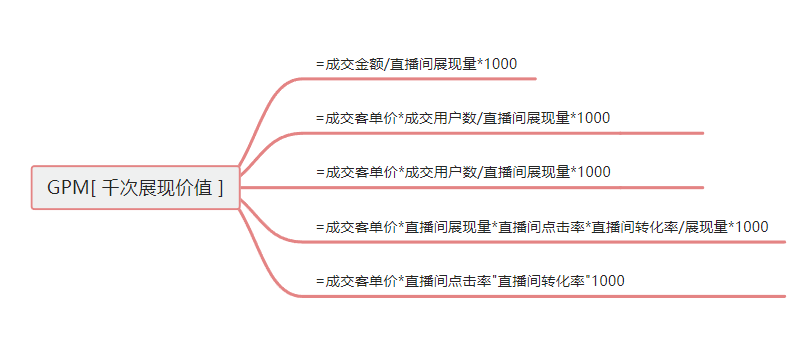 =成交金额/直播间展现量*1000
=成交客单价*成交用户数/直播间展现量*1000
GPM[ 千次展现价值 ]
=成交客单价*成交用户数/直播间展现量*1000
=成交客单价*直播间展现量*直播间点击率*直播间转化率/展现量*1000
=成交客单价*直播间点击率"直播间转化率"1000